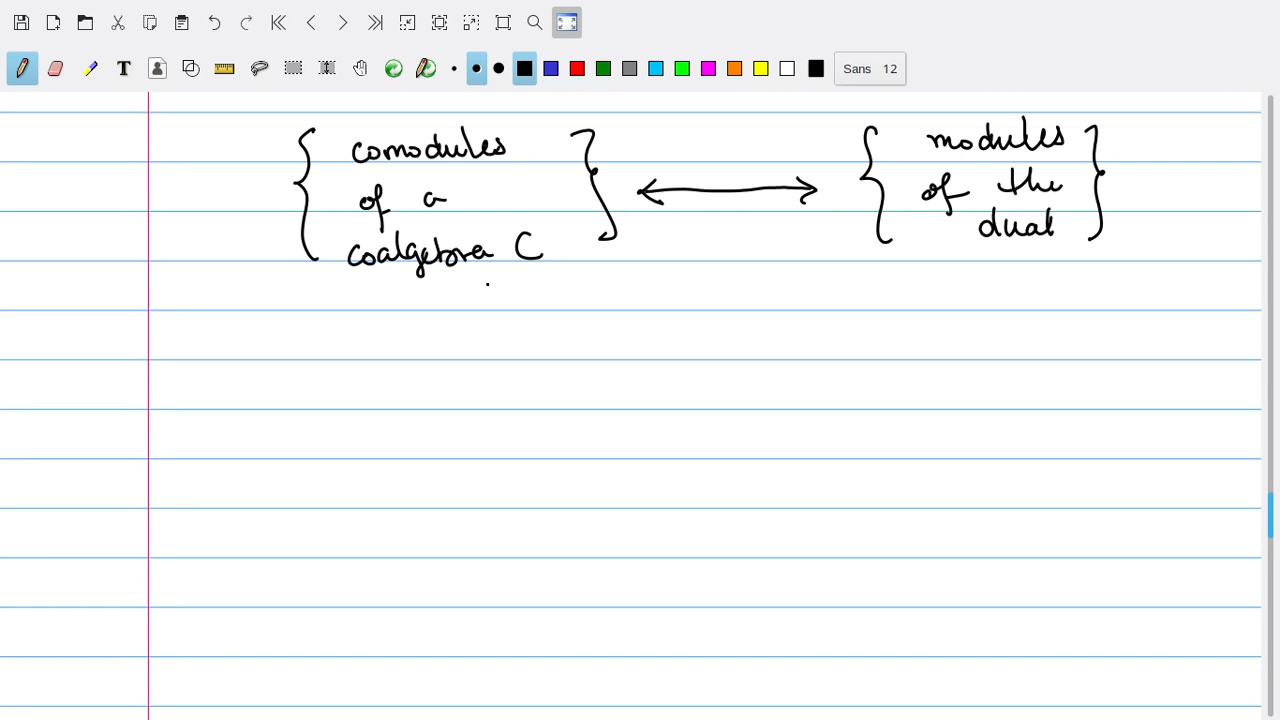 Sans 12
comodules
of a
coalgebra C
modules
of the
dual